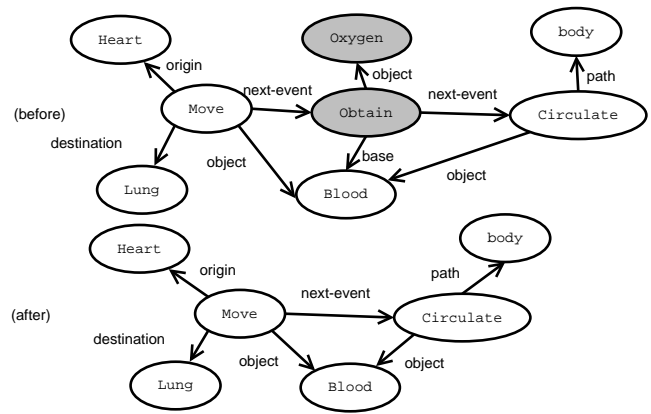 Heart
Oxygen
body
origin
object
path
next-event
next-event
Move
Obtain
Circulate
(before)
destination
object
base
object
Lung
Blood
Heart
body
origin
path
next-event
(after)
Move
Circulate
destination
object
object
Lung
Blood